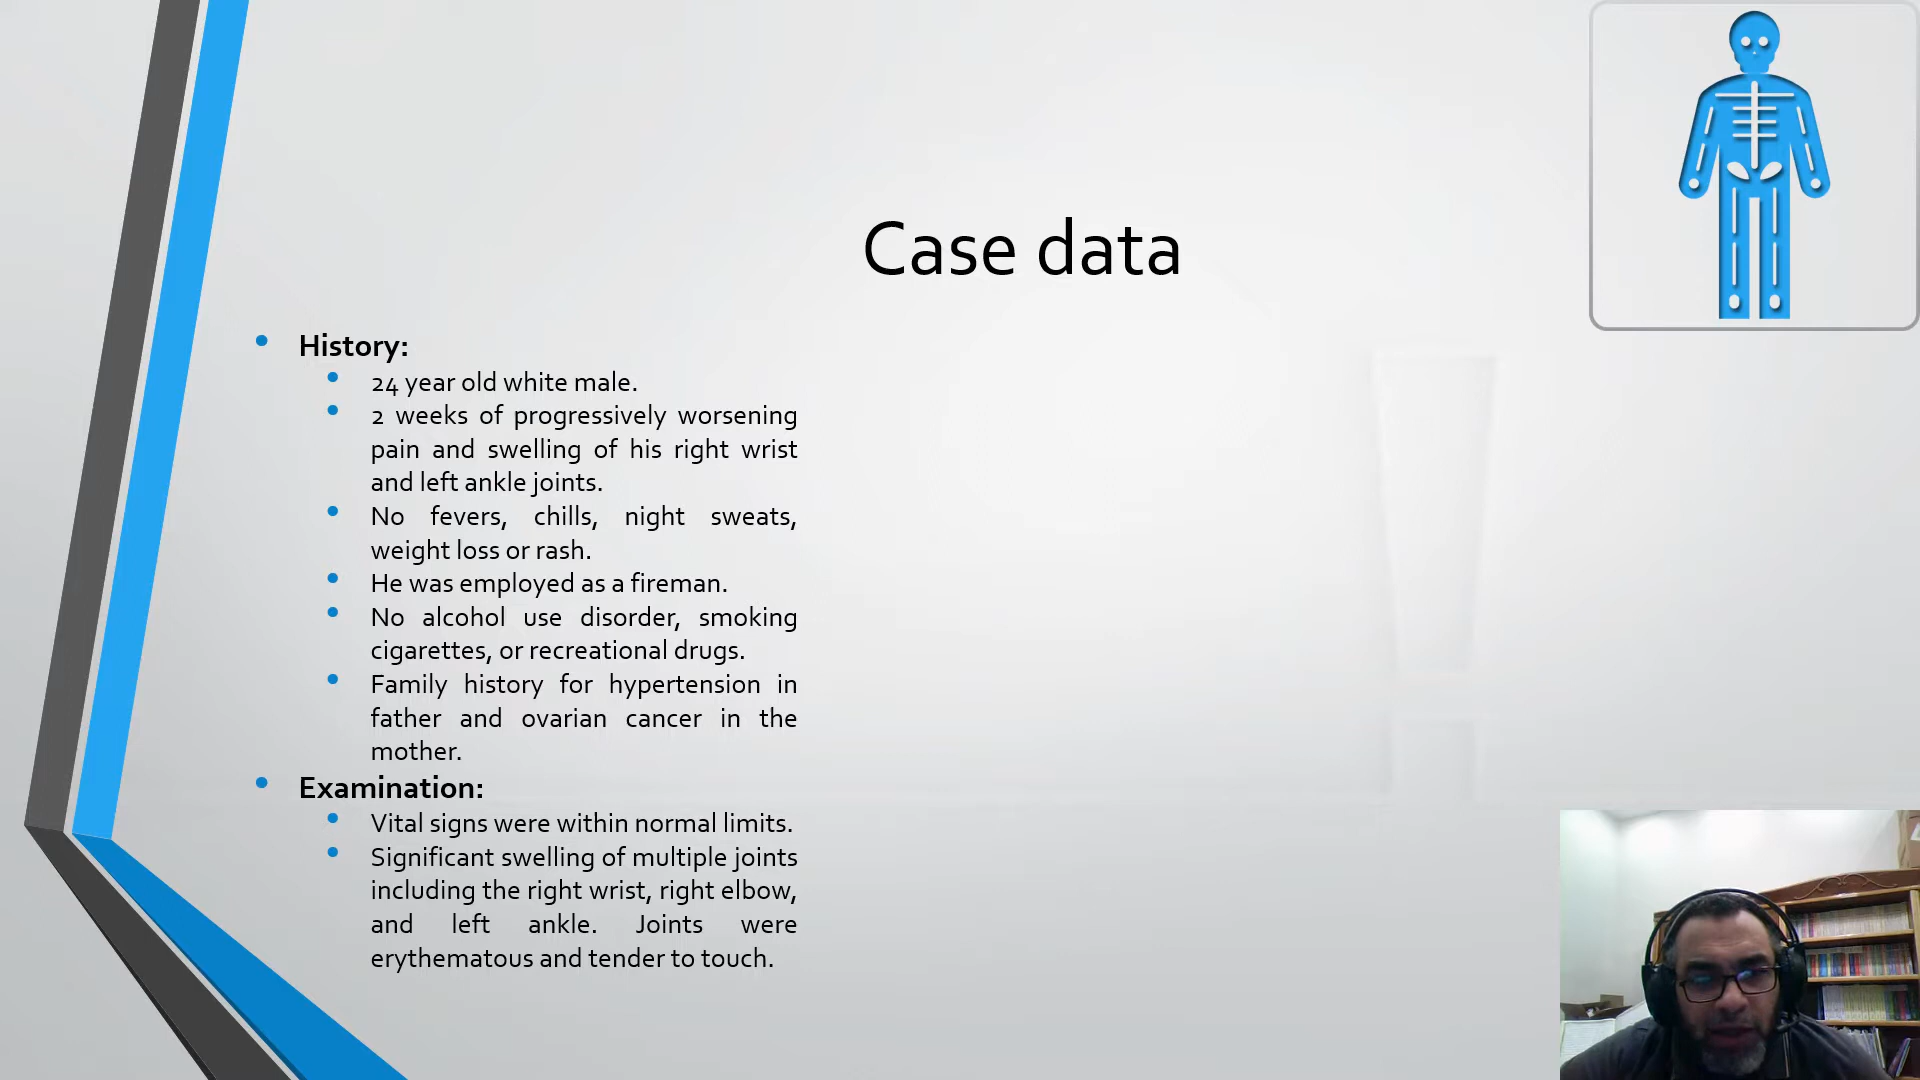 Case data
History:
24 year old white male.
2 weeks of progressively worsening
pain and swelling of his right wrist
and left ankle joints.
No fevers, chills, night sweats,
weight loss or rash.
He was employed as a fireman.
No alcohol use disorder, smoking
cigarettes, or recreational drugs.
Family history for hypertension in
father and ovarian cancer in the
mother.
Examination:
Vital signs were within normal limits.
Significant swelling of multiple joints
including the right wrist, right elbow,
and left ankle. Joints were
erythematous and tender to touch.